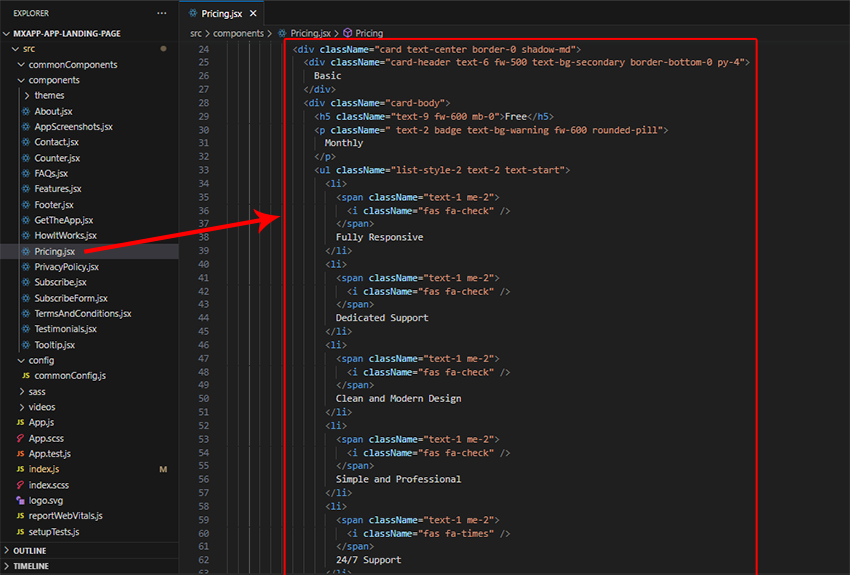 EXPLORER
MXAPP-APP-LANDING-PAGE
src
commonComponents
components
themes
About.jsx
AppScreenshots.jsx
Contact.jsx
Counter.jsx
FAQs.jsx
Features.jsx
Footer.jsx
GetTheApp.jsx
HowItWorks.jsx
Pricing.jsx
PrivacyPolicy.jsx
Subscribe.jsx
SubscribeForm.jsx
TermsAndConditions.jsx
Testimonials.jsx
Tooltip.jsx
config
JS commonConfig.js
sass
videos
JS App.js
App.scss
JS App.test.js
JS index.js M
index.scss
logo.svg
JS reportWebVitals.js
JS setupTests.js
OUTLINE
TIMELINE
Pricing.jsx
src > components > Pricing.jsx > Pricing
24 <div className="card text-center border-0 shadow-md">
25 <div className="card-header text-6 fw-500 text-bg-secondary border-bottom-0 py-4">
26 Basic
27 </div>
28 <div className="card-body">
29 <h5 className="text-9 fw-600 mb-0">Free</h5>
30 <p className=" text-2 badge text-bg-warning fw-600 rounded-pill">
31 Monthly
32 </p>
33 <ul className="list-style-2 text-2 text-start">
34 <li>
35 <span className="text-1 me-2">
36 <i className="fas fa-check" />
37 </span>
38 Fully Responsive
39 </li>
40 <li>
41 <span className="text-1 me-2">
42 <i className="fas fa-check" />
43 </span>
44 Dedicated Support
45 </li>
46 <li>
47 <span className="text-1 me-2">
48 <i className="fas fa-check" />
49 </span>
50 Clean and Modern Design
51 </li>
52 <li>
53 <span className="text-1 me-2">
54 <i className="fas fa-check" />
55 </span>
56 Simple and Professional
57 </li>
58 <li>
59 <span className="text-1 me-2">
60 <i className="fas fa-times" />
61 </span>
62 24/7 Support
63 </li>